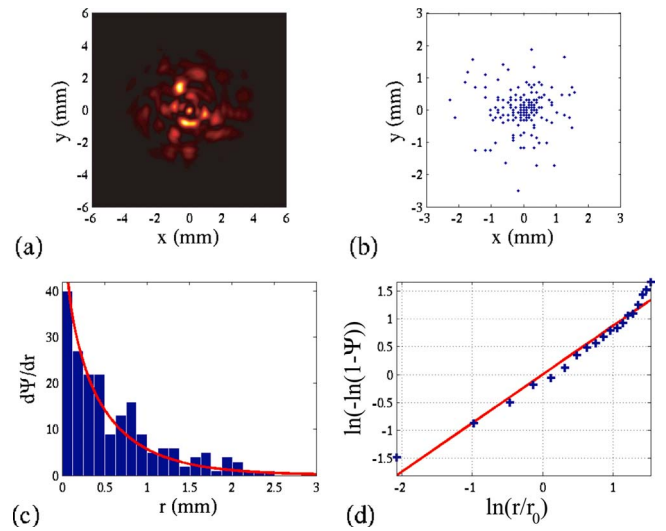 6
4
2
0
-2
-4
-6
y (mm)
-6 -4 -2 0 2 4 6
x (mm)
(a)
3
2
1
0
-1
-2
-3
y (mm)
-3 -2 -1 0 1 2 3
x (mm)
(b)
40
30
20
10
0
dΨ/dr
0 0.5 1 1.5 2 2.5 3
r (mm)
(c)
1.5
1
0.5
0
-0.5
-1
-1.5
ln(-ln(1-Ψ))
-2 -1 0 1
ln(r/r0)
(d)